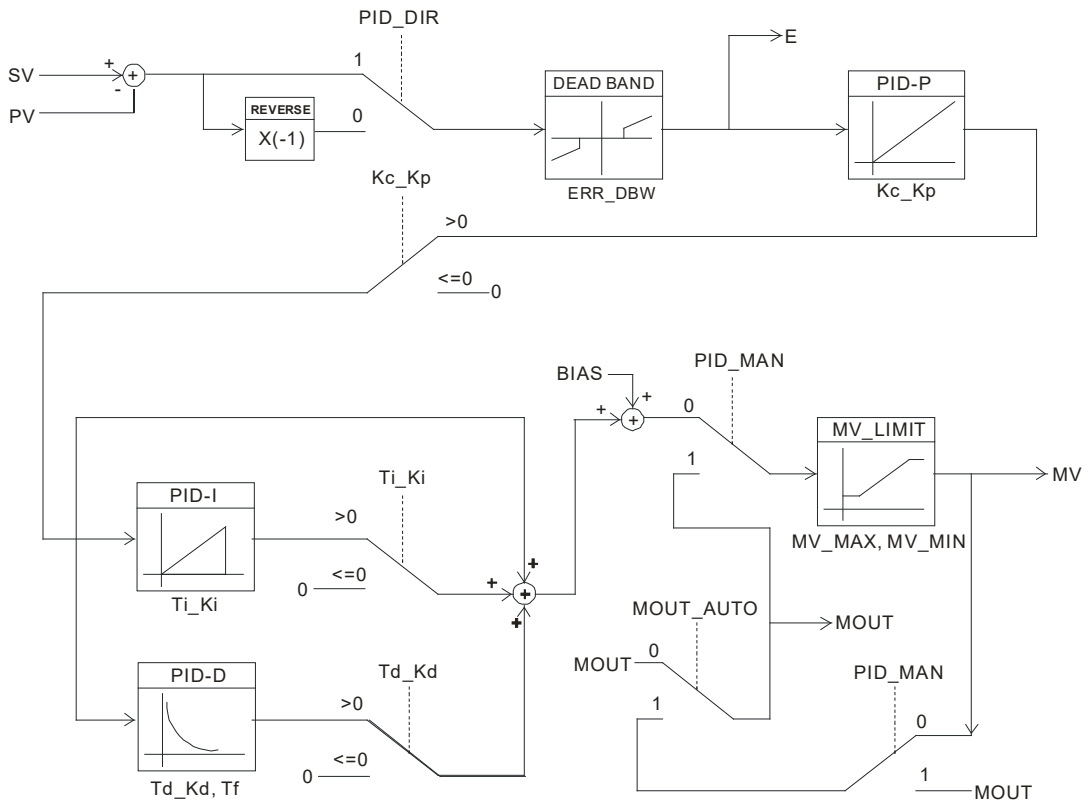 PID_DIR
SV
+
+
-
PV
1
0
REVERSE
X(-1)
DEAD BAND
ERR_DBW
E
PID-P
Kc_Kp
Kc_Kp
>0
<=0
0
BIAS
+
+
+
PID_MAN
0
1
MV_LIMIT
MV_MAX, MV_MIN
MV
PID-I
Ti_Ki
Ti_Ki
>0
<=0
0
+
+
+
+
PID-D
Td_Kd, Tf
Td_Kd
>0
<=0
0
MOUT_AUTO
MOUT
0
1
MOUT
PID_MAN
0
1
MOUT